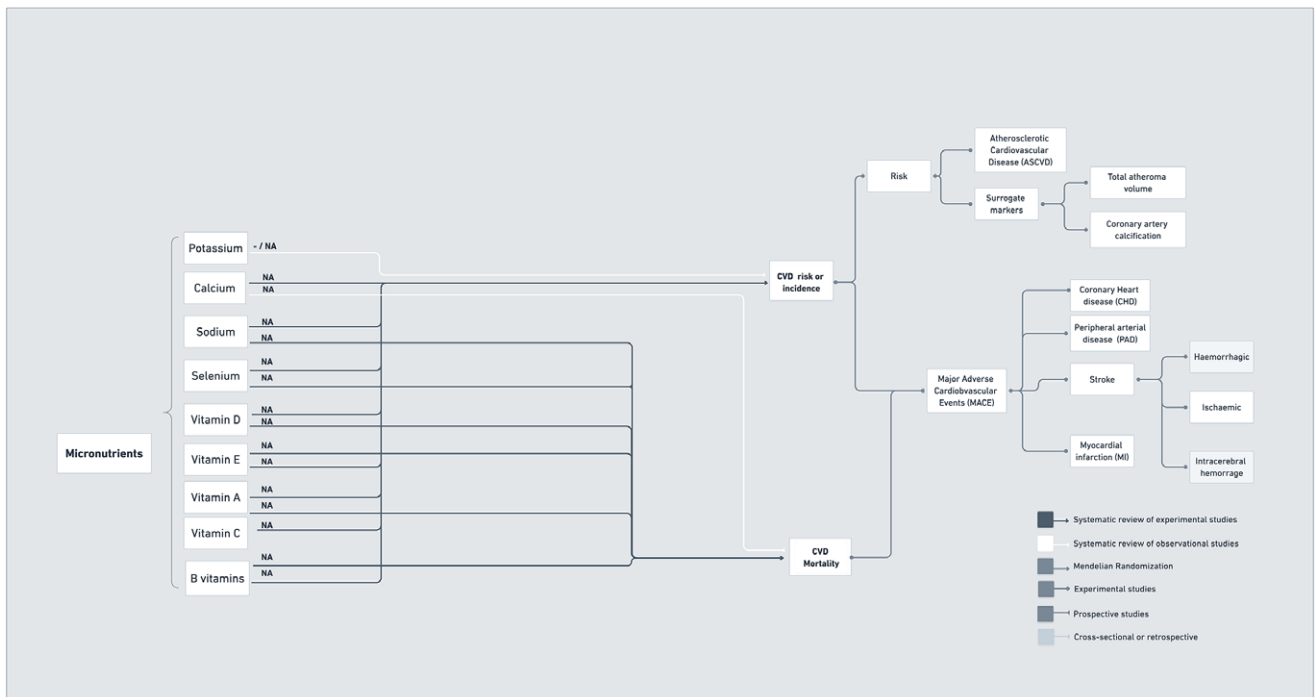 Micronutrients
Potassium
- / NA
Calcium
NA
NA
Sodium
NA
NA
Selenium
NA
NA
Vitamin D
NA
NA
Vitamin E
NA
NA
Vitamin A
NA
NA
Vitamin C
NA
B vitamins
NA
NA
CVD risk or
incidence
CVD
Mortality
Risk
Atherosclerotic
Cardiovascular
Disease (ASCVD)
Surrogate
markers
Total atheroma
volume
Coronary artery
calcification
Major Adverse
Cardiobvascular
Events (MACE)
Coronary Heart
disease (CHD)
Peripheral arterial
disease (PAD)
Stroke
Myocardial
infarction (MI)
Haemorrhagic
Ischaemic
Intracerebral
hemorrage
Systematic review of experimental studies
Systematic review of observational studies
Mendelian Randomization
Experimental studies
Prospective studies
Cross-sectional or retrospective